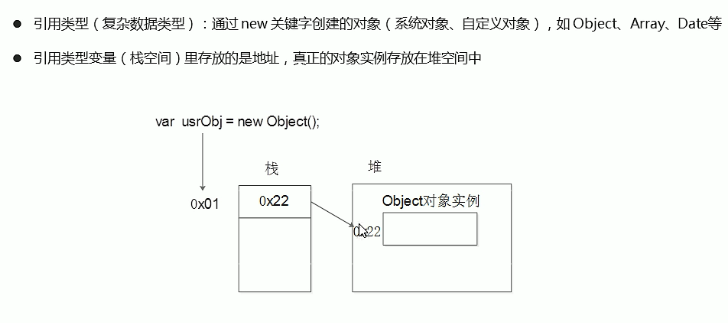 ● 引用类型（复杂数据类型）：通过 new 关键字创建的对象（系统对象、自定义对象），如 Object、Array、Date等
● 引用类型变量（栈空间）里存放的是地址，真正的对象实例存放在堆空间中
var usrObj = new Object();
栈
堆
0x01
0x22
Object对象实例
0x22